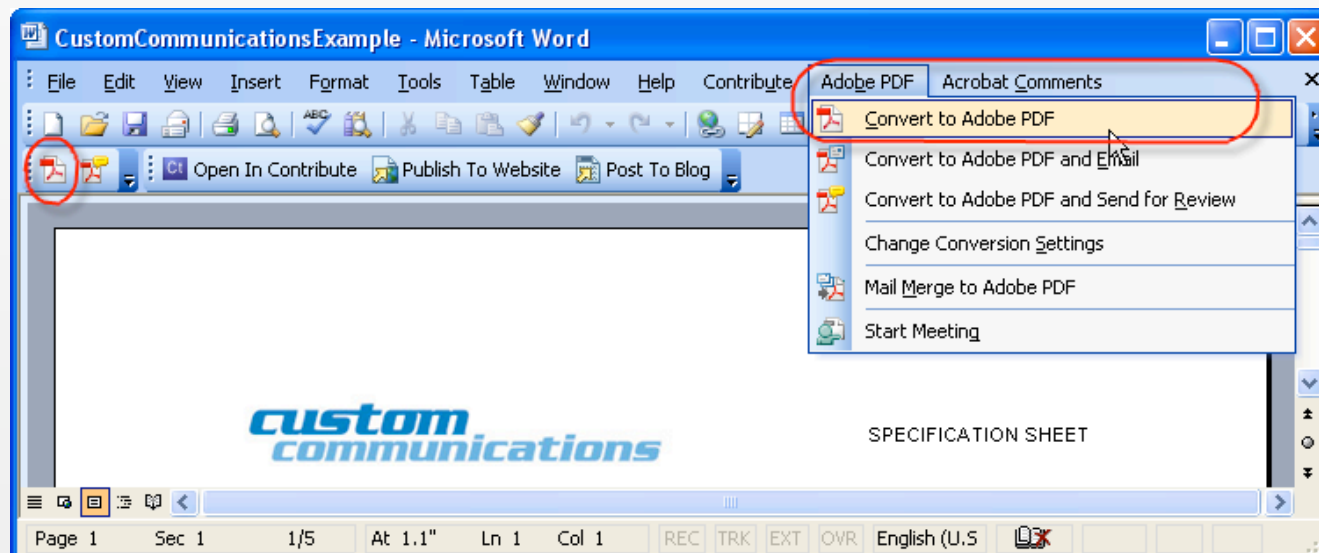 CustomCommunicationsExample - Microsoft Word
File Edit View Insert Format Tools Table Window Help Contribute Adobe PDF Acrobat Comments
Convert to Adobe PDF
ABC
Convert to Adobe PDF and Email
Ct Open In Contribute Publish To Website Post To Blog
Convert to Adobe PDF and Send for Review
Change Conversion Settings
Mail Merge to Adobe PDF
Start Meeting
custom
communications
SPECIFICATION SHEET
Page 1 Sec 1 1/5 At 1.1" Ln 1 Col 1 REC TRK EXT OVR English (U.S